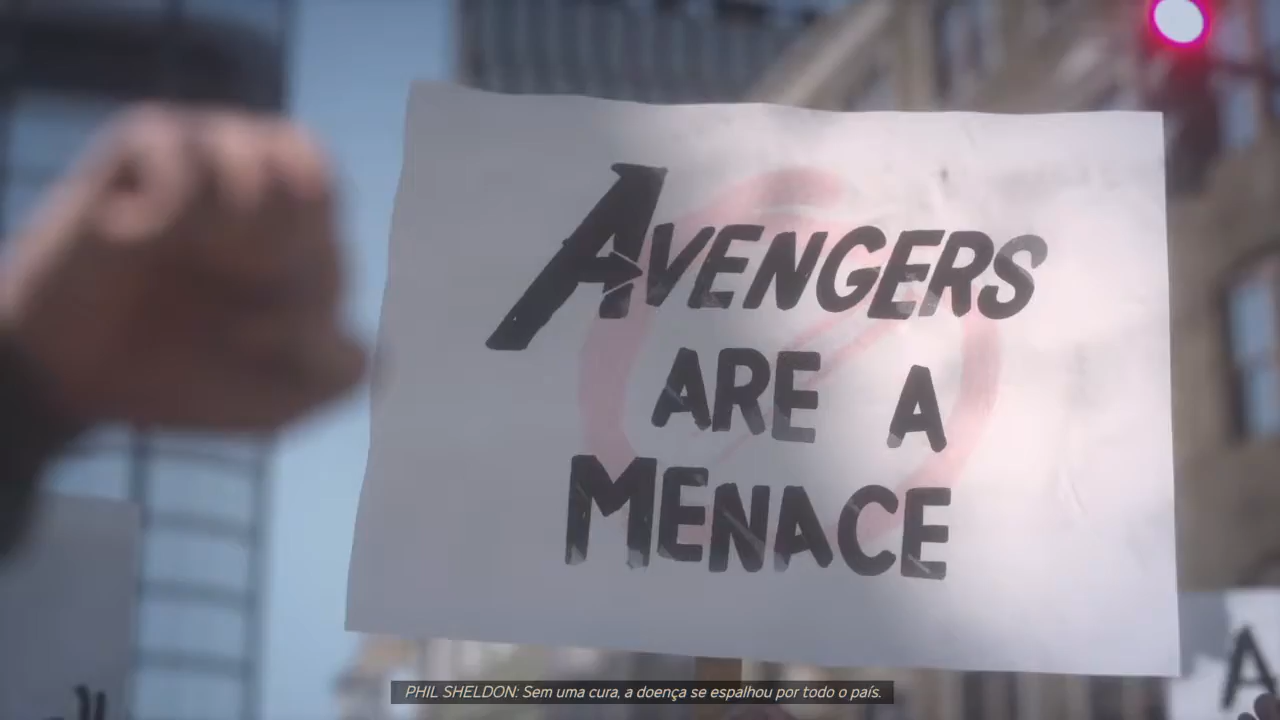 AVENGERS
ARE A
MENACE
A
PHIL SHELDON: Sem uma cura, a doença se espalhou por todo o país.